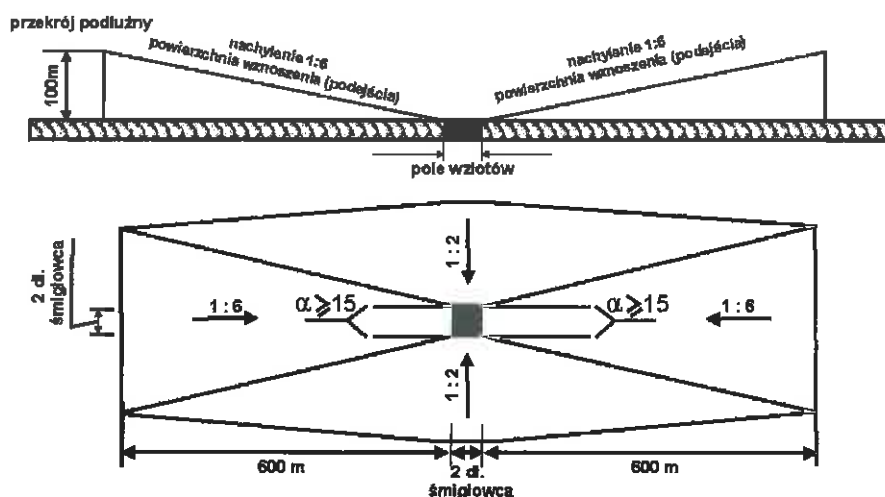 przekrój podłużny
100m
nachylenie 1:6
powierzchnia wznoszenia (podejścia)
nachylenie 1:6
powierzchnia wznoszenia (podejścia)
pole wzlotów
2 dł.
śmigłowca
1 : 2
1 : 6
α⩾15
α⩾15
1 : 6
1 : 2
600 m
2 dł.
śmigłowca
600 m